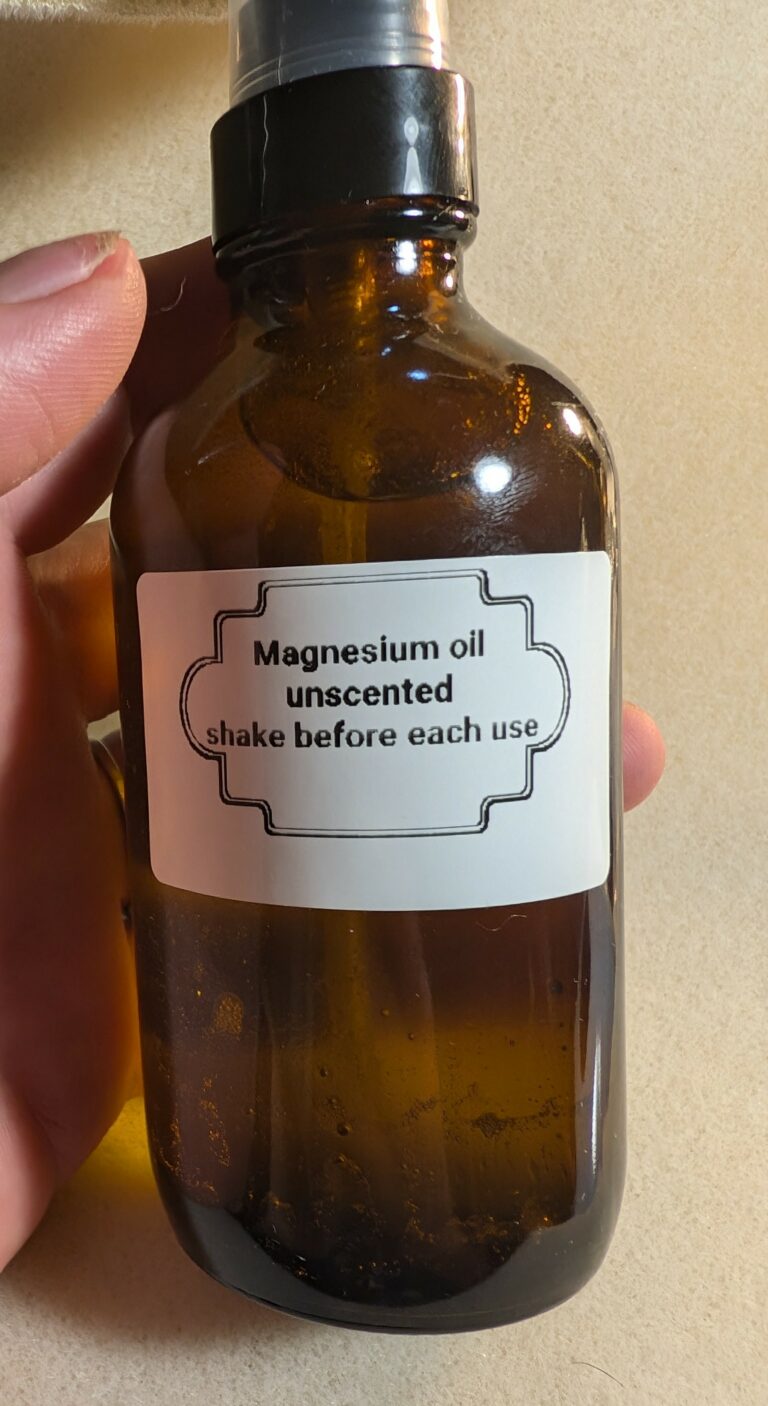 Magnesium oil
unscented
shake before each use